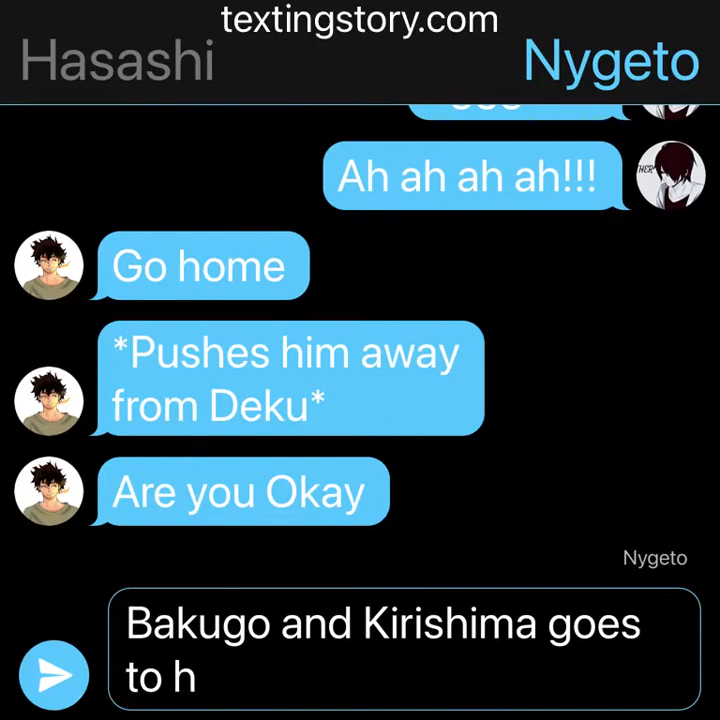 textingstory.com
Hasashi
Nygeto
Ah ah ah ah!!!
Go home
*Pushes him away
from Deku*
Are you Okay
Nygeto
Bakugo and Kirishima goes
to h